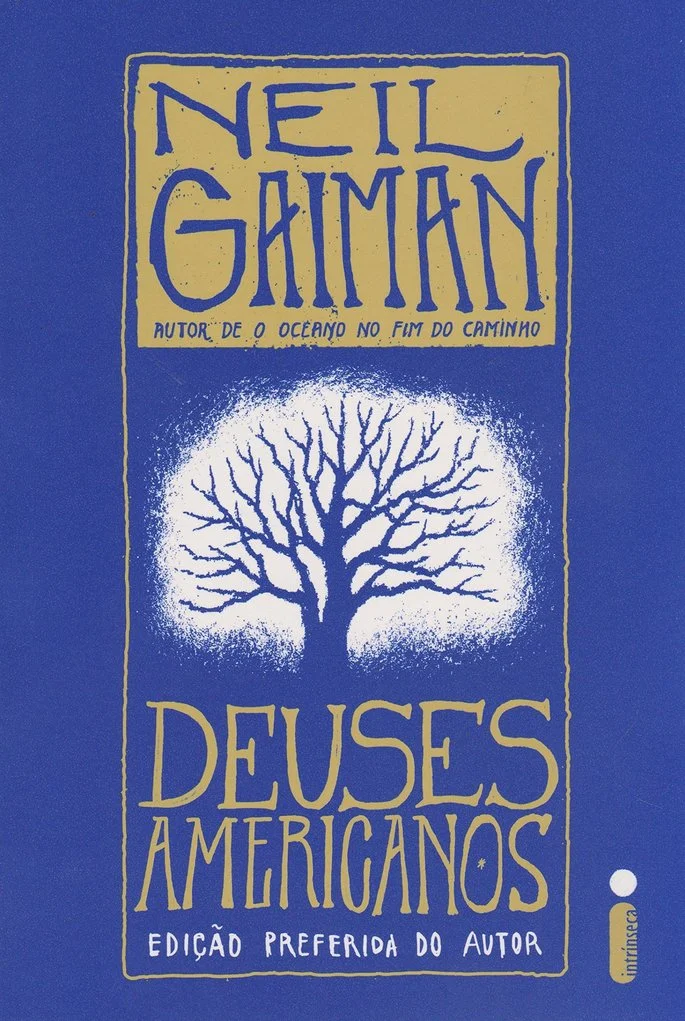 NEIL
GAIMAN
AUTOR DE O OCEANO NO FIM DO CAMINHO
DEUSES
AMERICANOS
EDIÇÃO PREFERIDA DO AUTOR
intrínseca